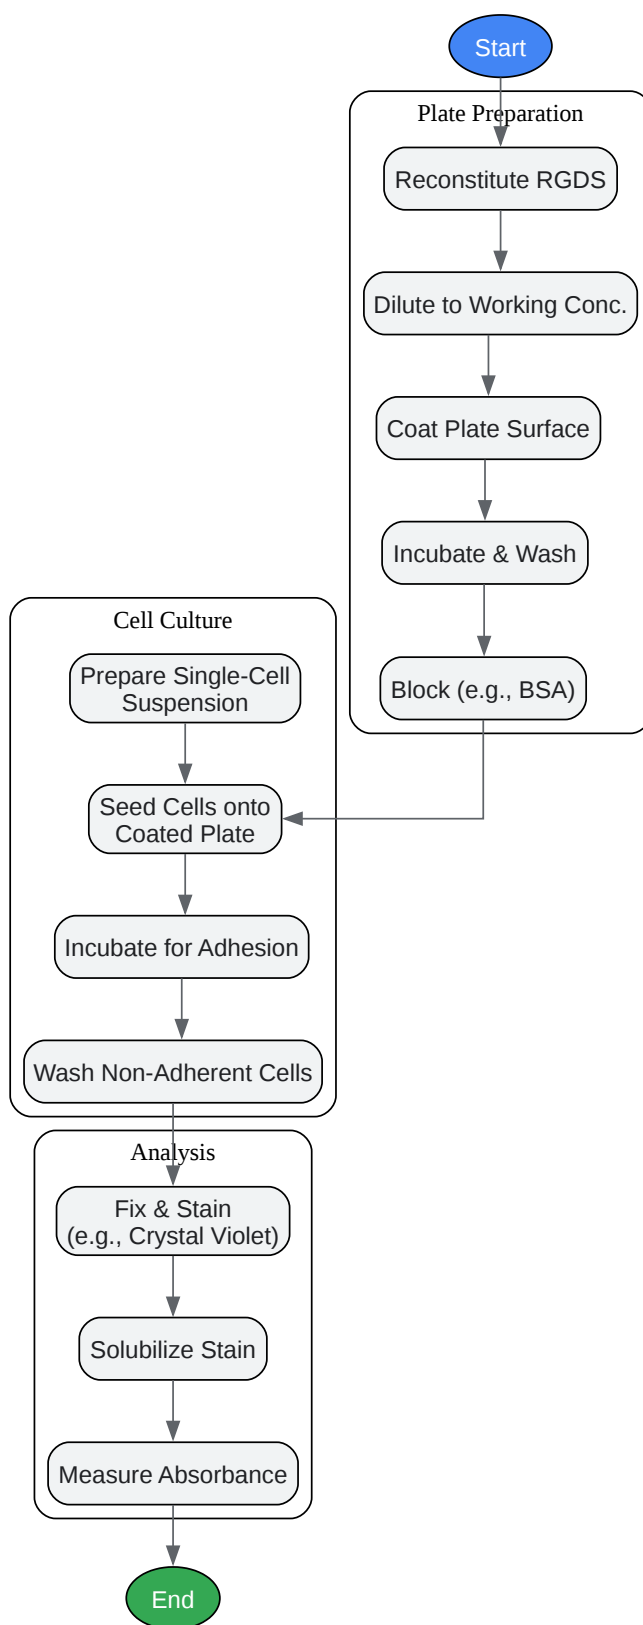 Start
Plate Preparation
Reconstitute RGDS
Dilute to Working Conc.
Coat Plate Surface
Incubate & Wash
Block (e.g., BSA)
Cell Culture
Prepare Single-Cell
Suspension
Seed Cells onto
Coated Plate
Incubate for Adhesion
Wash Non-Adherent Cells
Analysis
Fix & Stain
(e.g., Crystal Violet)
Solubilize Stain
Measure Absorbance
End